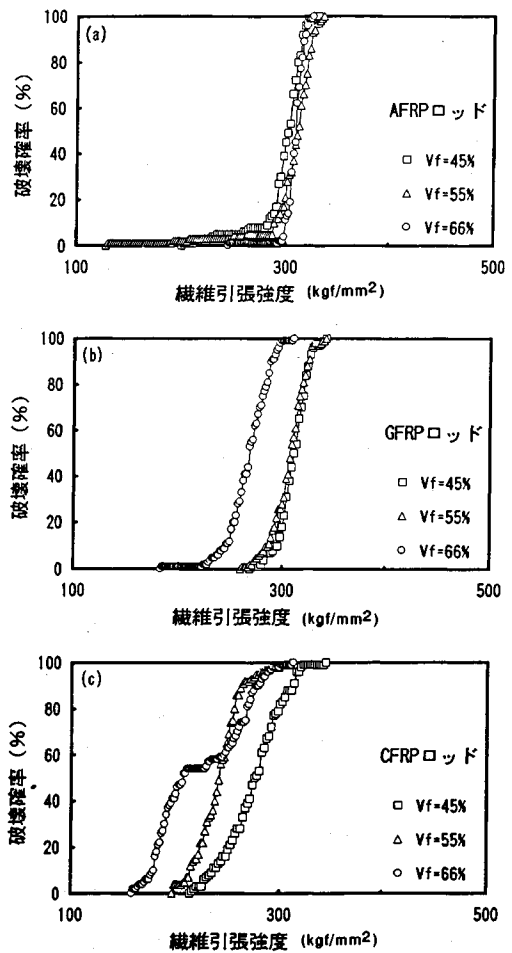 (a)
100
80
60
40
20
0
破壊確率 (%)
AFRPロッド
□ Vf=45%
△ Vf=55%
○ Vf=66%
100 300 500
繊維引張強度 (kgf/mm²)
(b)
100
80
60
40
20
0
破壊確率 (%)
GFRPロッド
□ Vf=45%
△ Vf=55%
○ Vf=66%
100 300 500
繊維引張強度 (kgf/mm²)
(c)
100
80
60
40
20
0
破壊確率 (%)
CFRPロッド
□ Vf=45%
△ Vf=55%
○ Vf=66%
100 300 500
繊維引張強度 (kgf/mm²)